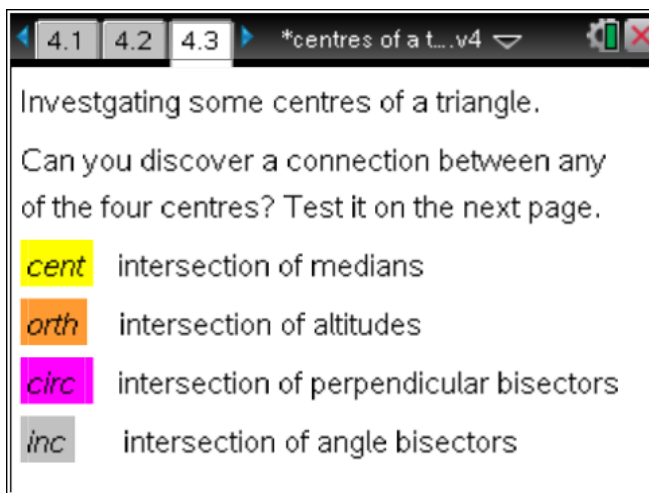 4.1 4.2 4.3 *centres of a t....v4
Investgating some centres of a triangle.
Can you discover a connection between any
of the four centres? Test it on the next page.
cent intersection of medians
orth intersection of altitudes
circ intersection of perpendicular bisectors
inc intersection of angle bisectors